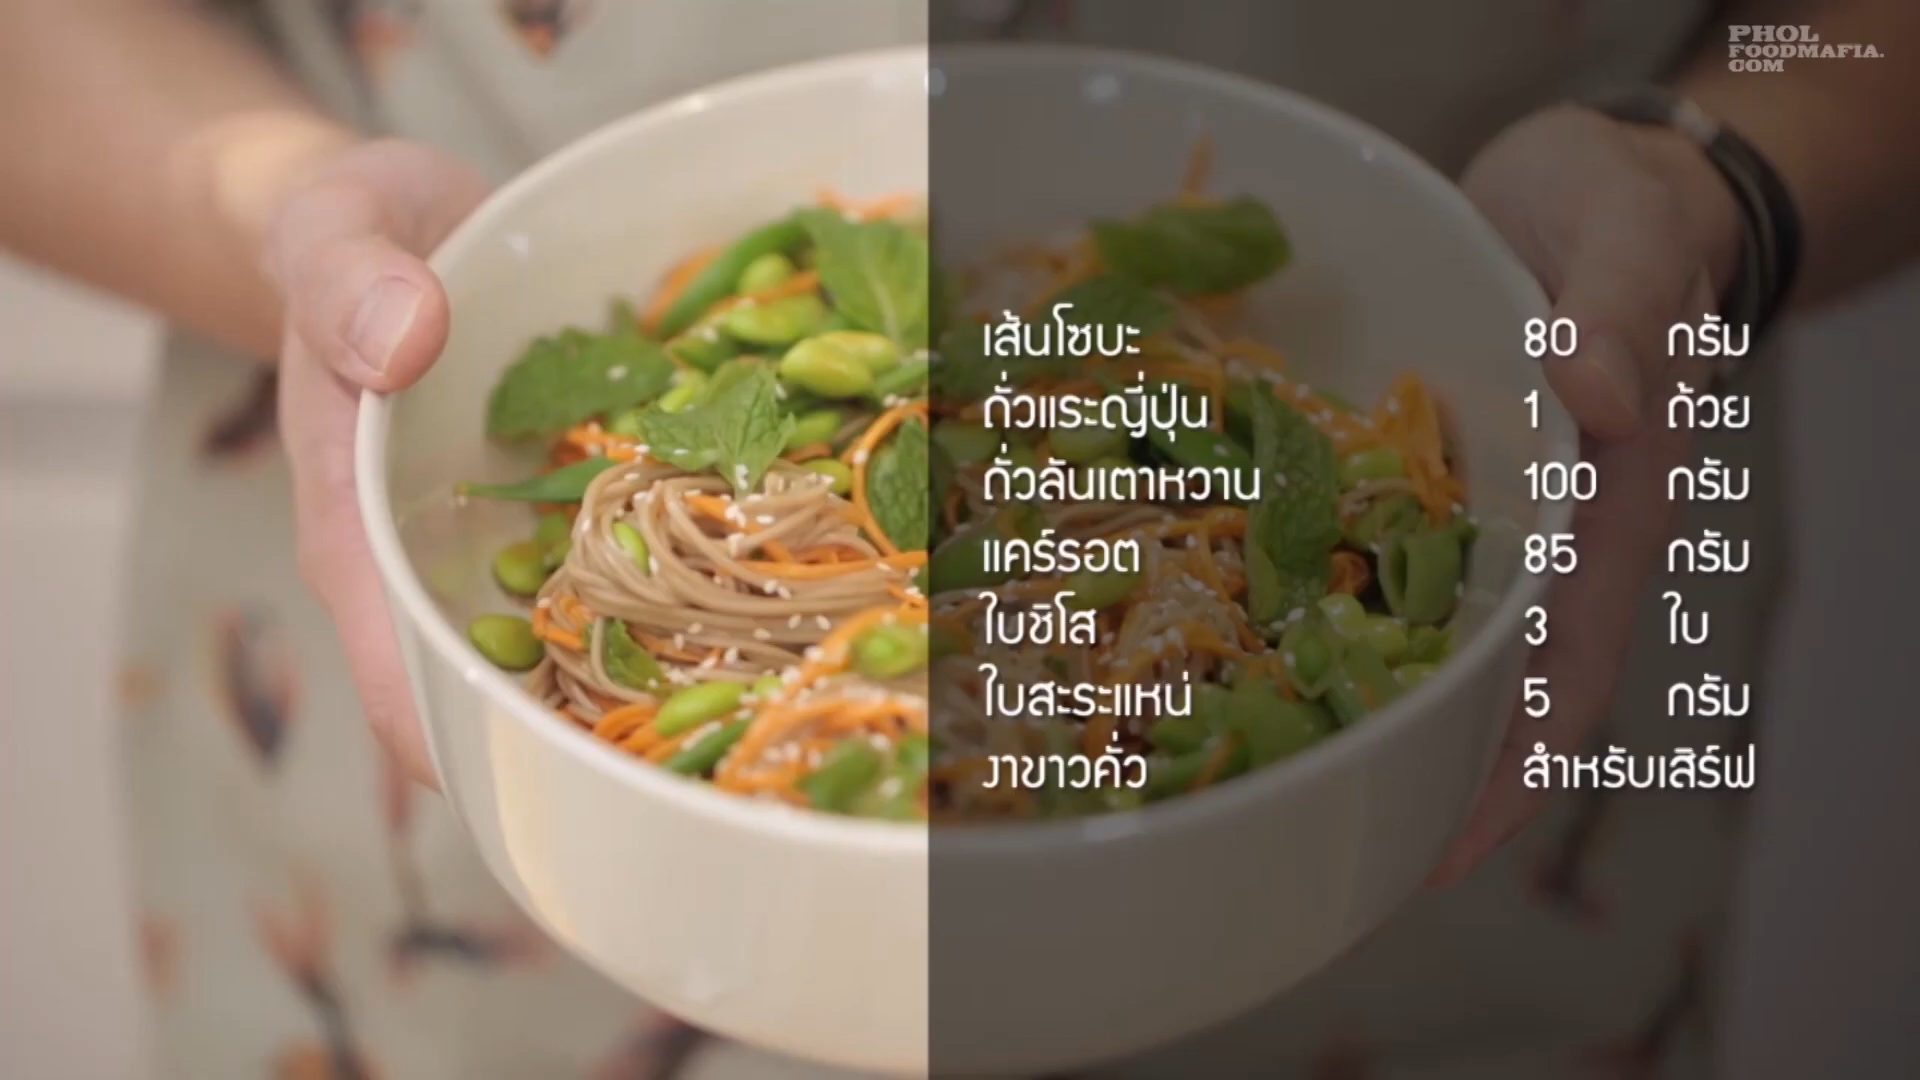 PHOL
FOODMAFIA.
COM
เส้นโซบะ 80 กรัม
ถั่วแระญี่ปุ่น 1 ถ้วย
ถั่วลันเตาหวาน 100 กรัม
แคร์รอต 85 กรัม
ใบชิโส 3 ใบ
ใบสะระแหน่ 5 กรัม
งาขาวคั่ว สำหรับเสิร์ฟ